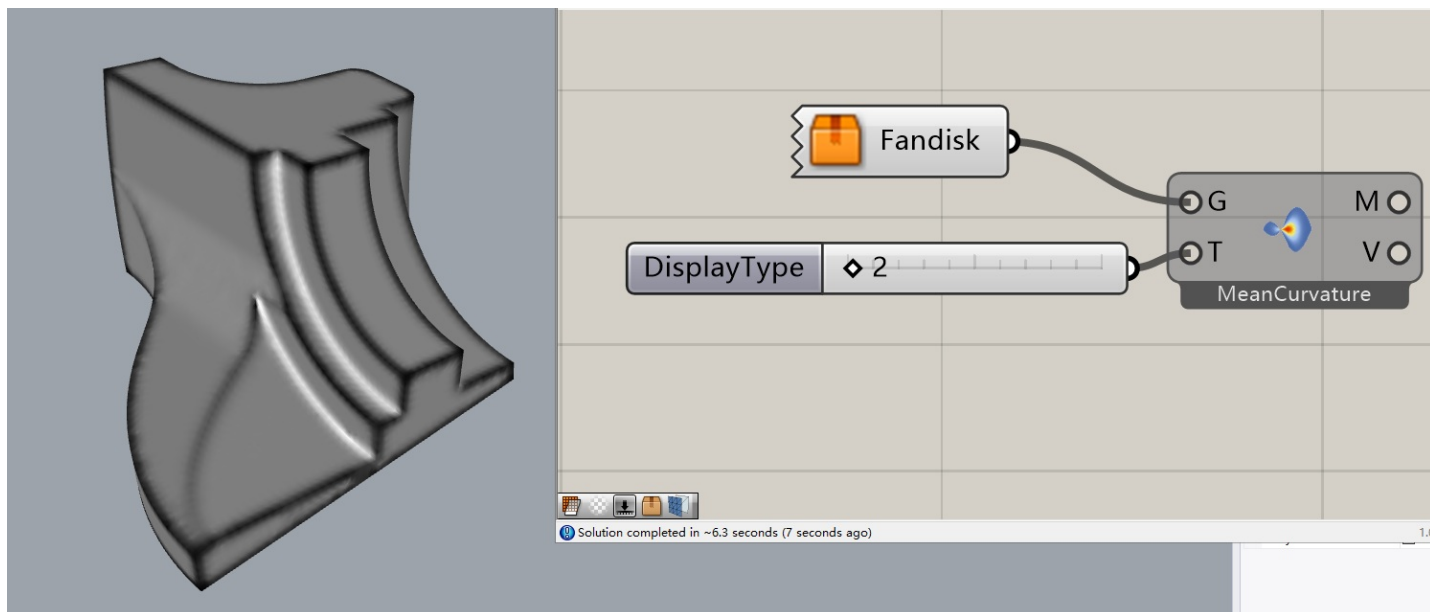 Fandisk
G
M
DisplayType
2
T
V
MeanCurvature
Solution completed in ~6.3 seconds (7 seconds ago)